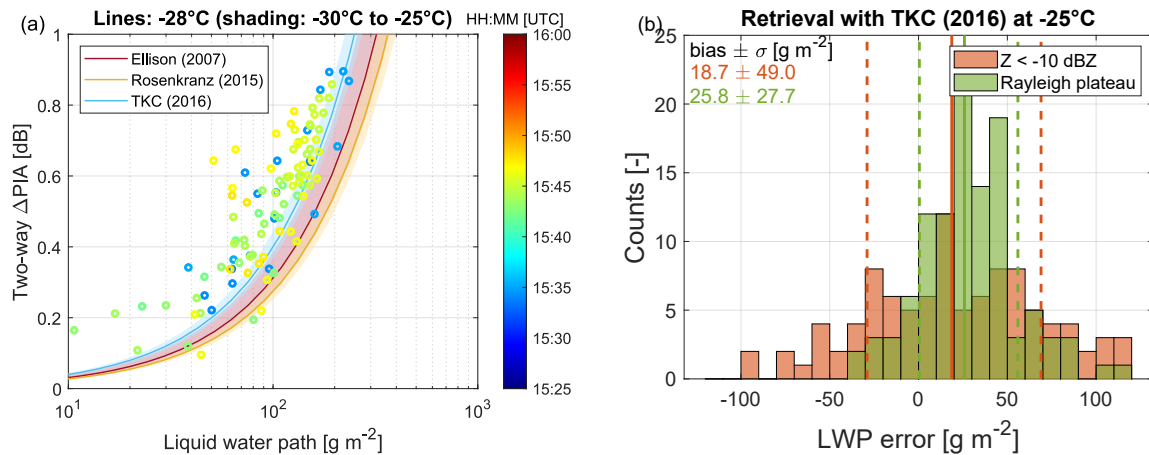 (a)
Lines: -28°C (shading: -30°C to -25°C)
HH:MM [UTC]
Ellison (2007)
Rosenkranz (2015)
TKC (2016)
1
0.8
0.6
0.4
0.2
0
Two-way ΔPIA [dB]
10^1
10^2
10^3
Liquid water path [g m^-2]
16:00
15:55
15:50
15:45
15:40
15:35
15:30
15:25
(b)
Retrieval with TKC (2016) at -25°C
bias ± σ [g m^-2]
18.7 ± 49.0
25.8 ± 27.7
Z < -10 dBZ
Rayleigh plateau
25
20
15
10
5
0
Counts [-]
-100
-50
0
50
100
LWP error [g m^-2]